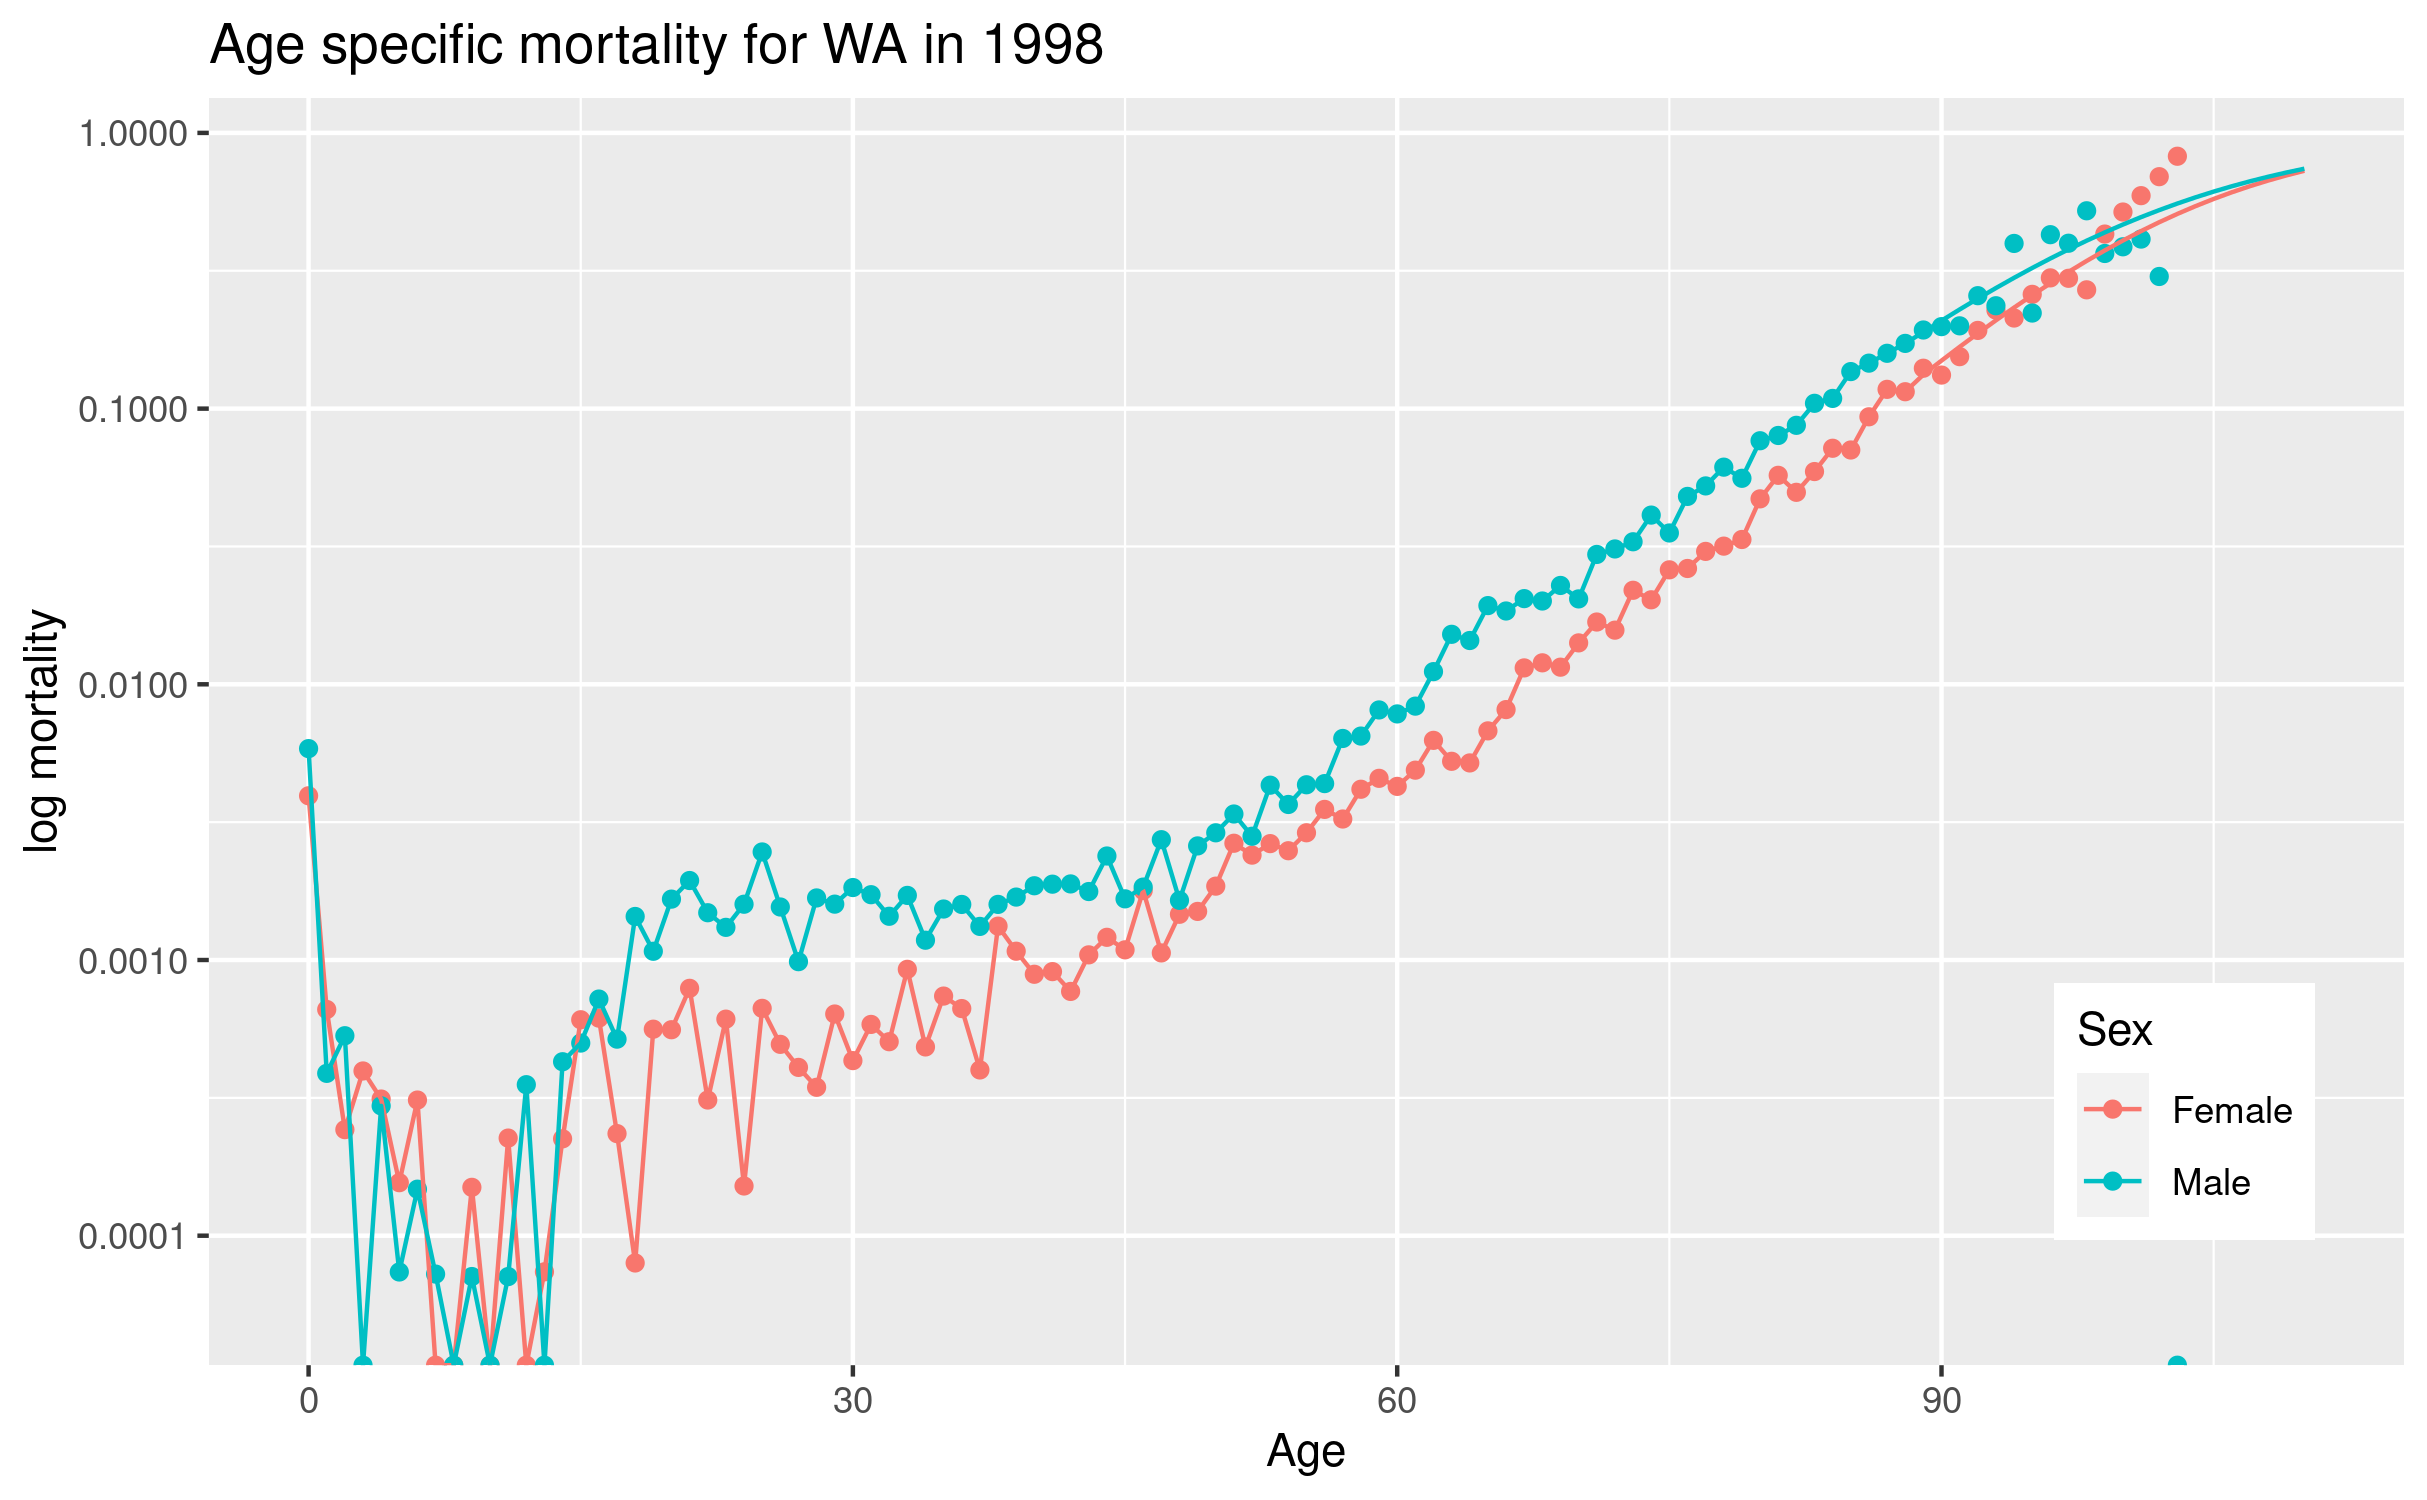 Age specific mortality for WA in 1998
1.0000
0.1000
0.0100
0.0010
0.0001
log mortality
0
30
60
90
Age
Sex
Female
Male